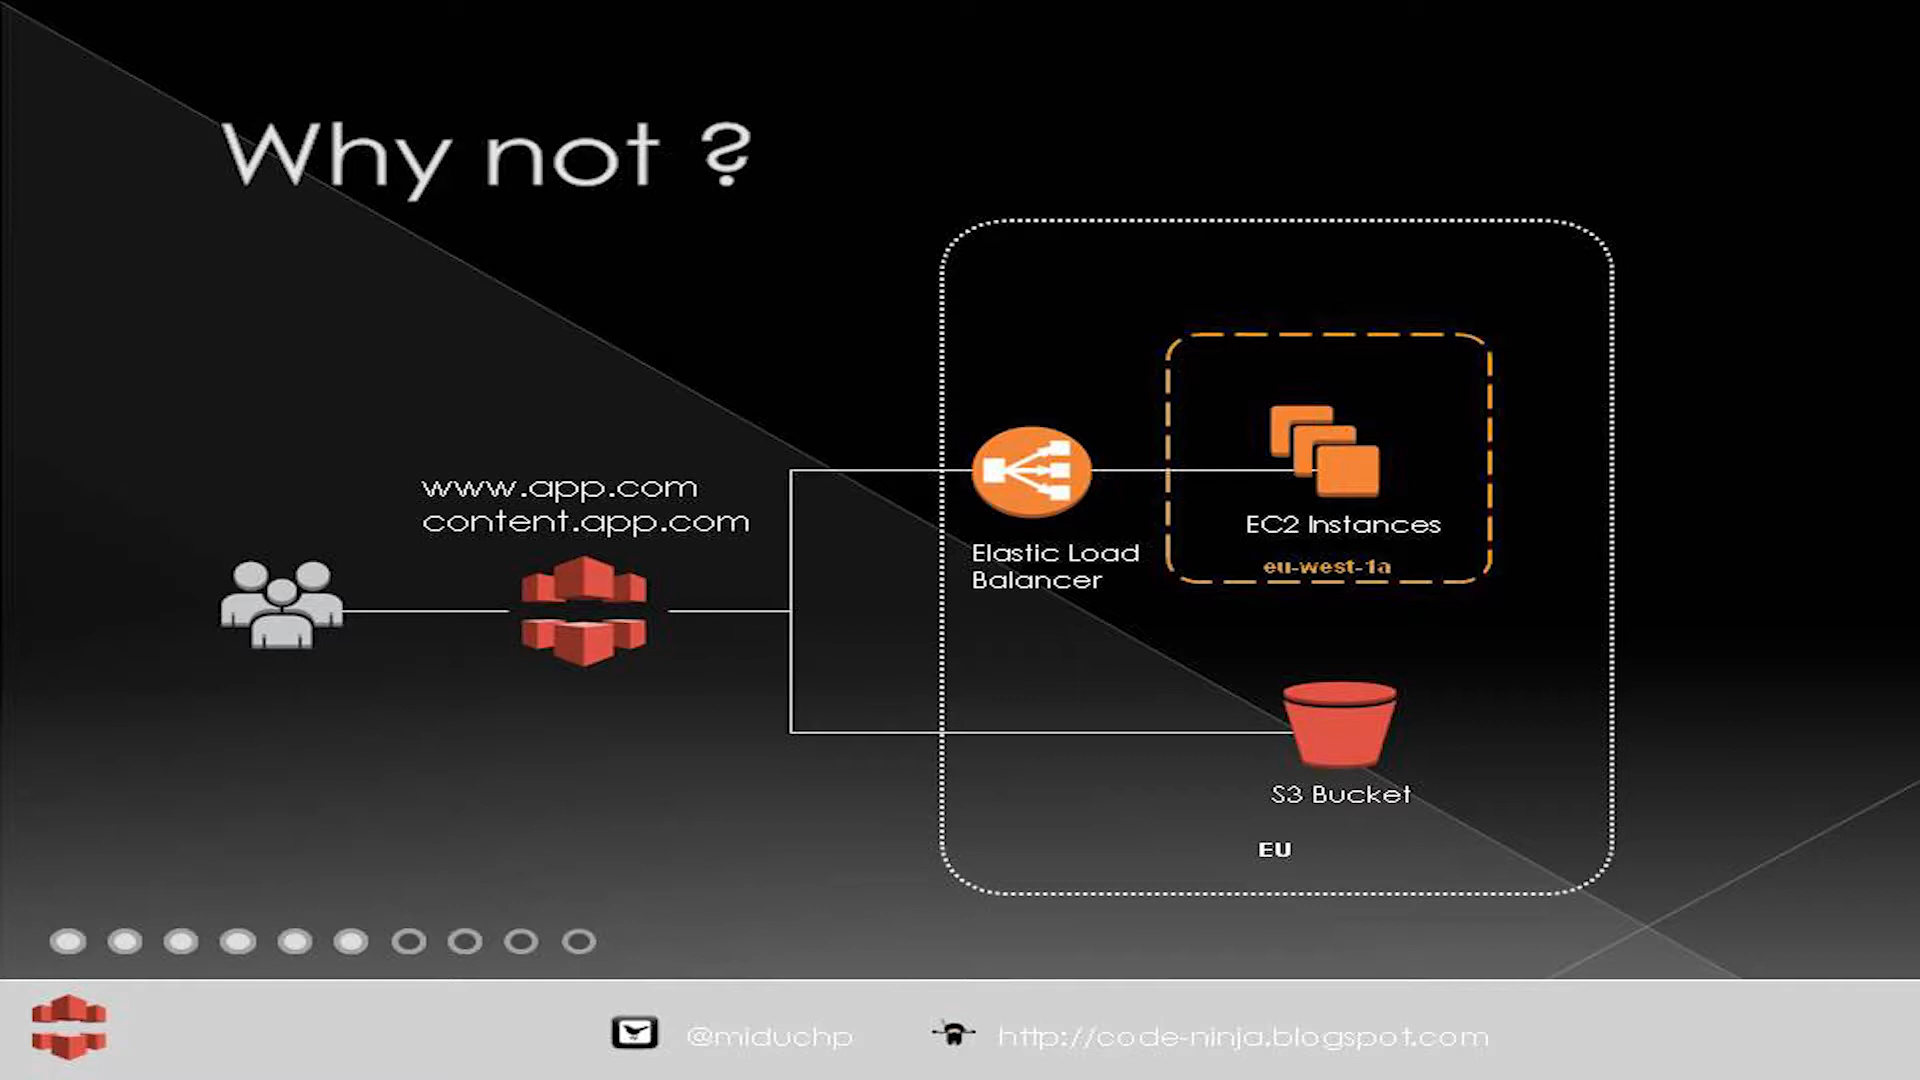 Why not ?
www.app.com
content.app.com
Elastic Load
Balancer
EC2 Instances
eu-west-1a
S3 Bucket
EU
@miduchp
http://code-ninja.blogspot.com